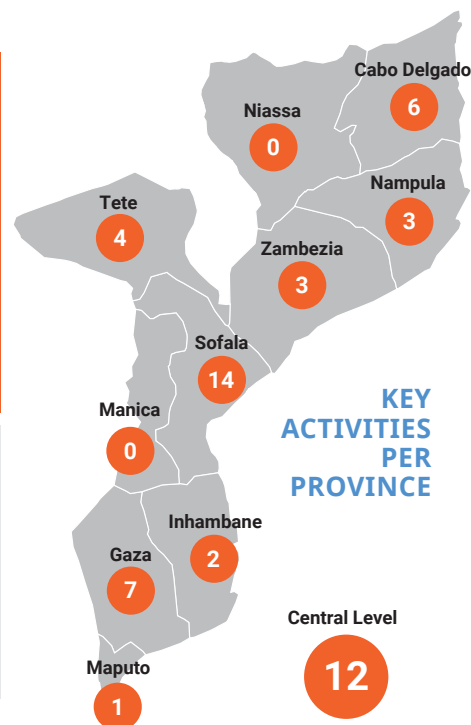 Cabo Delgado
6
Niassa
0
Nampula
3
Tete
4
Zambezia
3
Sofala
14
KEY
ACTIVITIES
PER
PROVINCE
Manica
0
Inhambane
2
Gaza
7
Central Level
12
Maputo
1